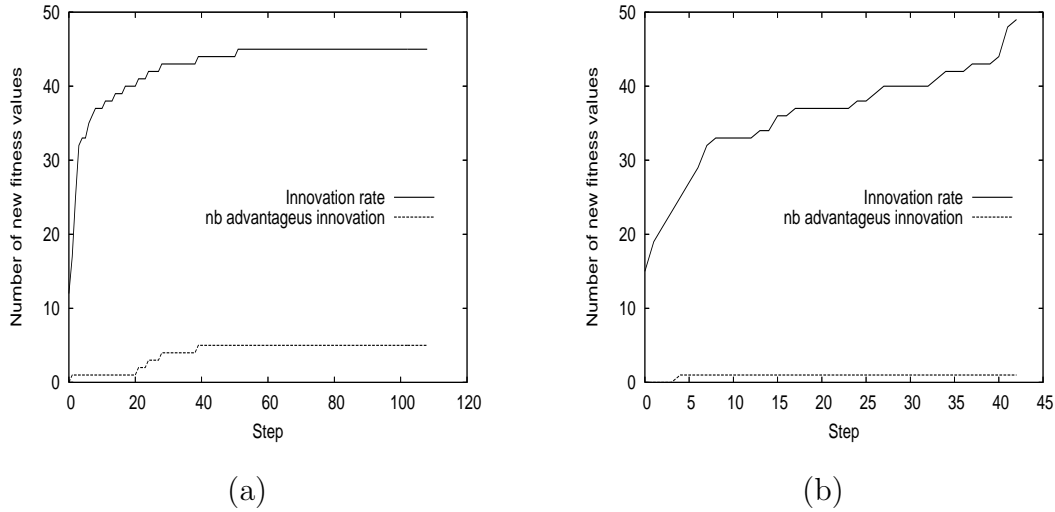 50
40
30
20
10
0
Number of new fitness values
Innovation rate
nb advantageus innovation
0 20 40 60 80 100 120
Step
(a)
50
40
30
20
10
0
Number of new fitness values
Innovation rate
nb advantageus innovation
0 5 10 15 20 25 30 35 40 45
Step
(b)